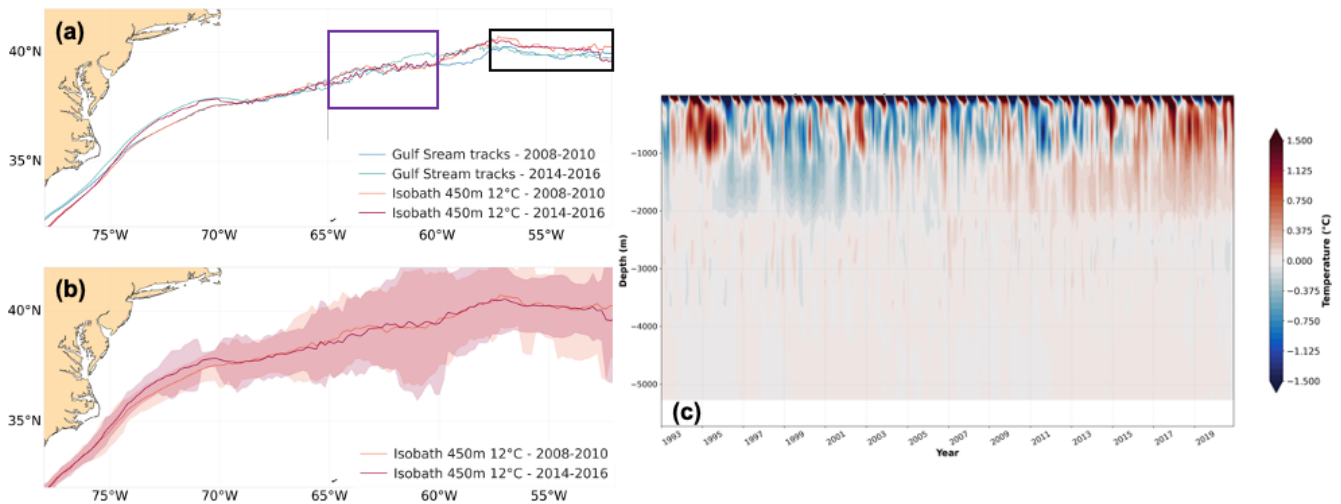 (a)
40°N
35°N
Gulf Sream tracks - 2008-2010
Gulf Stream tracks - 2014-2016
Isobath 450m 12°C - 2008-2010
Isobath 450m 12°C - 2014-2016
75°W 70°W 65°W 60°W 55°W
(b)
40°N
35°N
Isobath 450m 12°C - 2008-2010
Isobath 450m 12°C - 2014-2016
75°W 70°W 65°W 60°W 55°W
Depth (m)
-1000
-2000
-3000
-4000
-5000
(c)
1993 1995 1997 1999 2001 2003 2005 2007 2009 2011 2013 2015 2017 2019
Year
1.500
1.125
0.750
0.375
0.000
-0.375
-0.750
-1.125
-1.500
Temperature (°C)